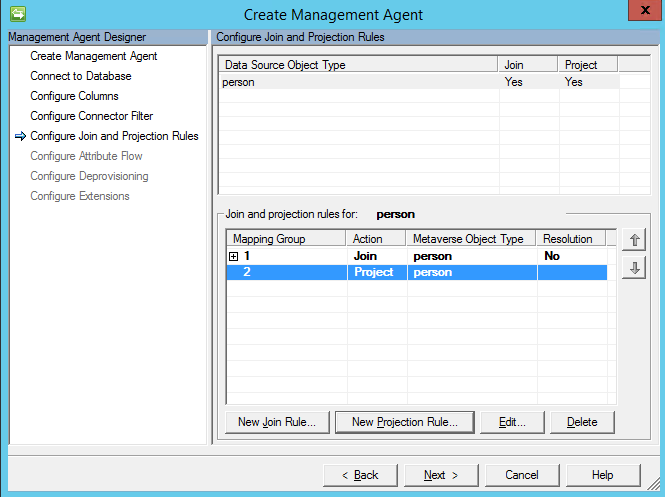 Create Management Agent
X
Management Agent Designer
Create Management Agent
Connect to Database
Configure Columns
Configure Connector Filter
Configure Join and Projection Rules
Configure Attribute Flow
Configure Deprovisioning
Configure Extensions
Configure Join and Projection Rules
Data Source Object Type Join Project
person Yes Yes
Join and projection rules for: person
Mapping Group Action Metaverse Object Type Resolution
1 Join person No
2 Project person
New Join Rule... New Projection Rule... Edit... Delete
< Back Next > Cancel Help